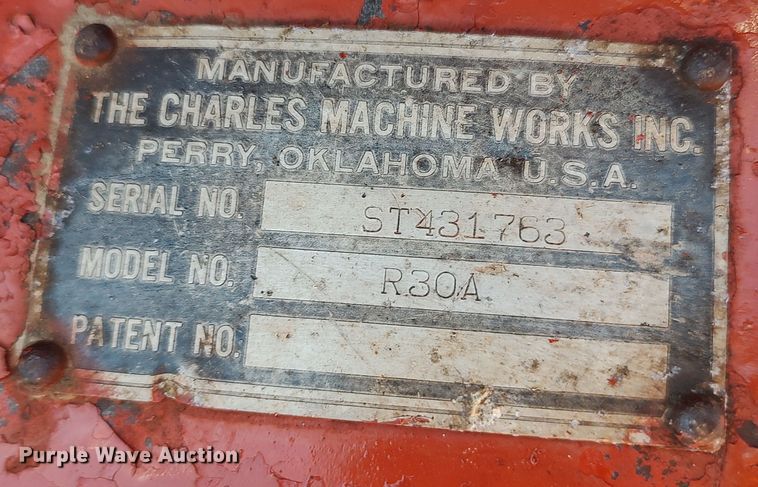 MANUFACTURED BY
THE CHARLES MACHINE WORKS INC.
PERRY, OKLAHOMA U.S.A.
SERIAL NO. ST431763
MODEL NO. R30A
PATENT NO.
Purple Wave Auction